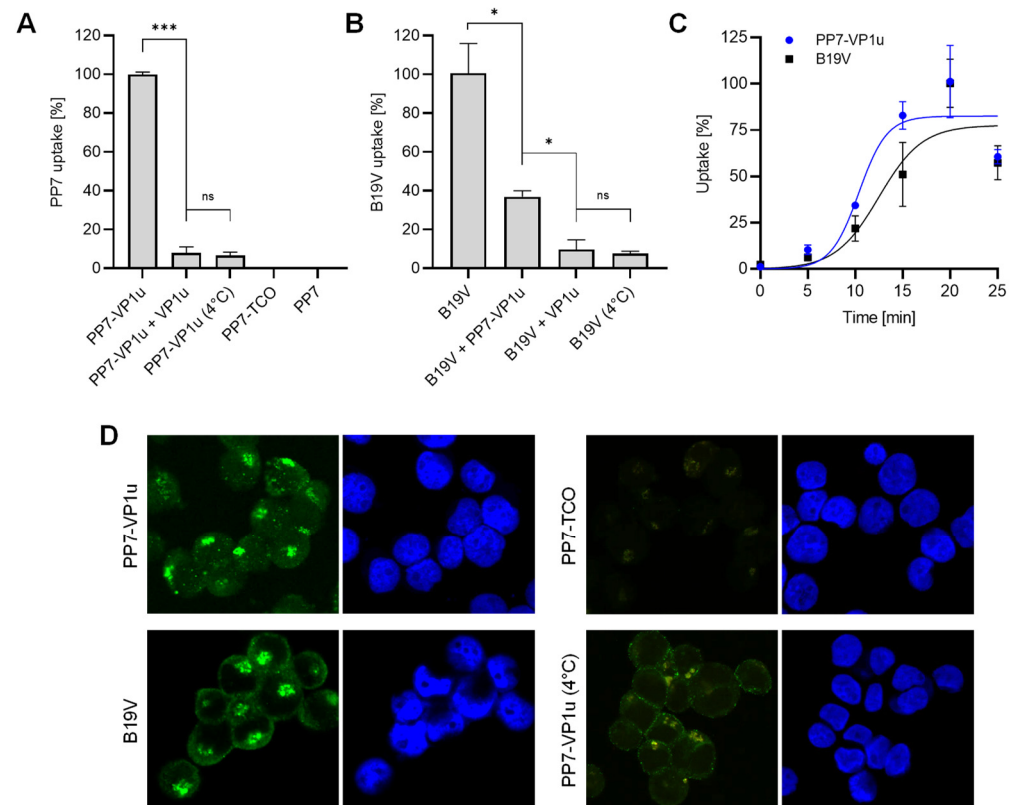 A
***
PP7 uptake [%]
120
100
80
60
40
20
0
ns
PP7-VP1u
PP7-VP1u + VP1u
PP7-VP1u (4°C)
PP7-TCO
PP7
B
*
B19V uptake [%]
120
100
80
60
40
20
0
*
ns
B19V
B19V + PP7-VP1u
B19V + VP1u
B19V (4°C)
C
PP7-VP1u
B19V
Uptake [%]
125
100
75
50
25
0
0 5 10 15 20 25
Time [min]
D
PP7-VP1u
PP7-TCO
B19V
PP7-VP1u (4°C)